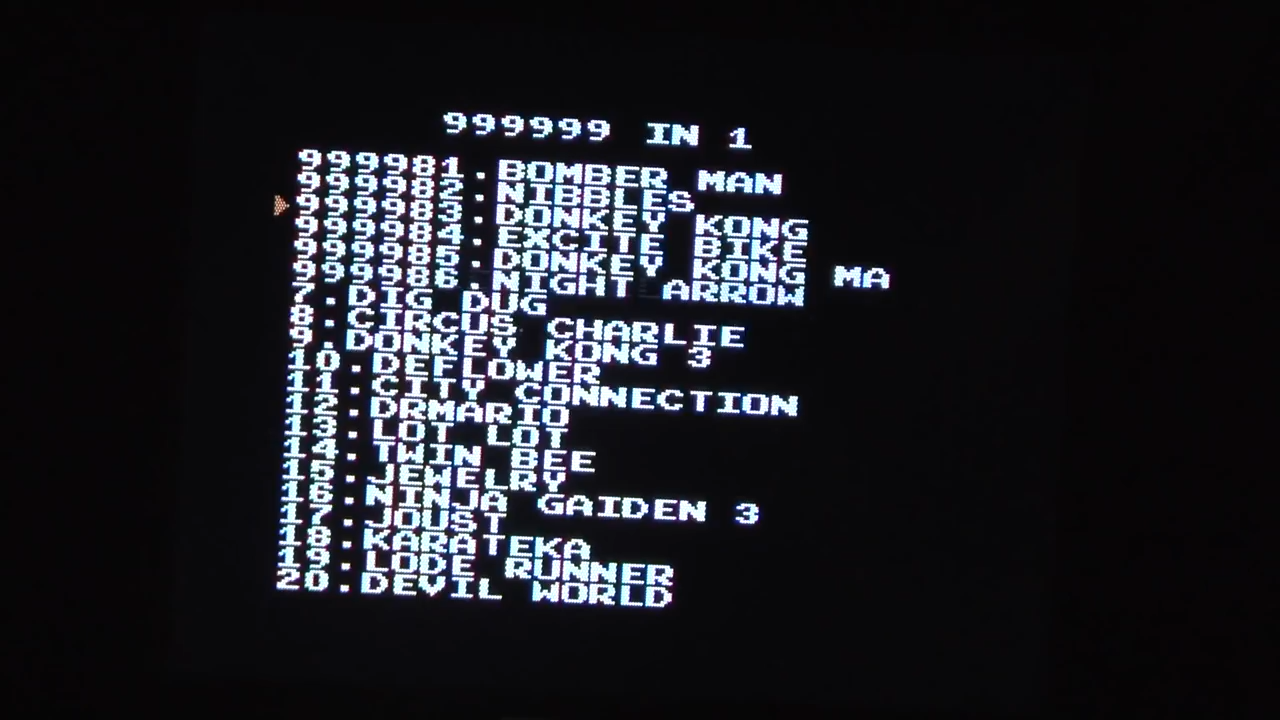 999999 IN 1
999981.BOMBER MAN
999982.NIBBLES
999983.DONKEY KONG
999984.EXCITE BIKE
999985.DONKEY KONG MA
999986.NIGHT ARROW
7.DIG DUG
8.CIRCUS CHARLIE
9.DONKEY KONG 3
10.DEFLOWER
11.CITY CONNECTION
12.DRMARIO
13.LOT LOT
14.TWIN BEE
15.JEWELRY
16.NINJA GAIDEN 3
17.JOUST
18.KARATEKA
19.LODE RUNNER
20.DEVIL WORLD